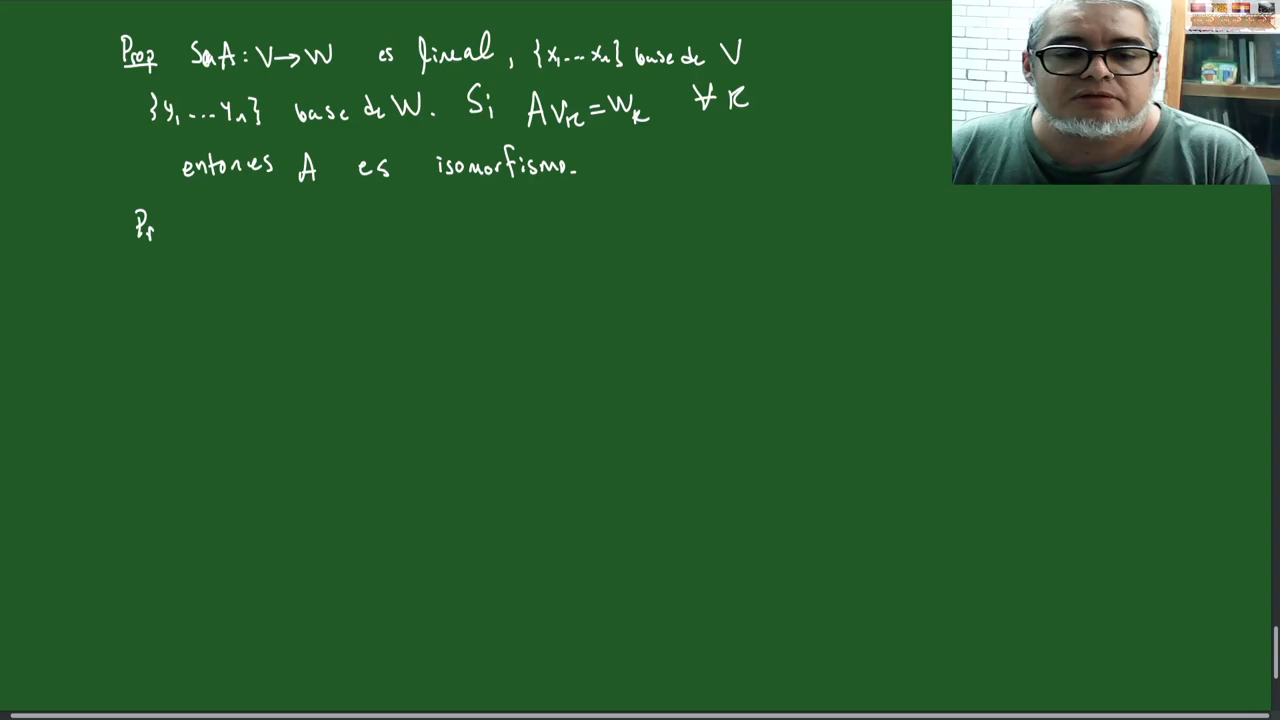 Prop Sea A: V→W es lineal, {x₁...xₙ} base de V
{y₁,...yₙ} base de W. Si Avₖ=wₖ ∀ k
entonces A es isomorfismo.
Pr